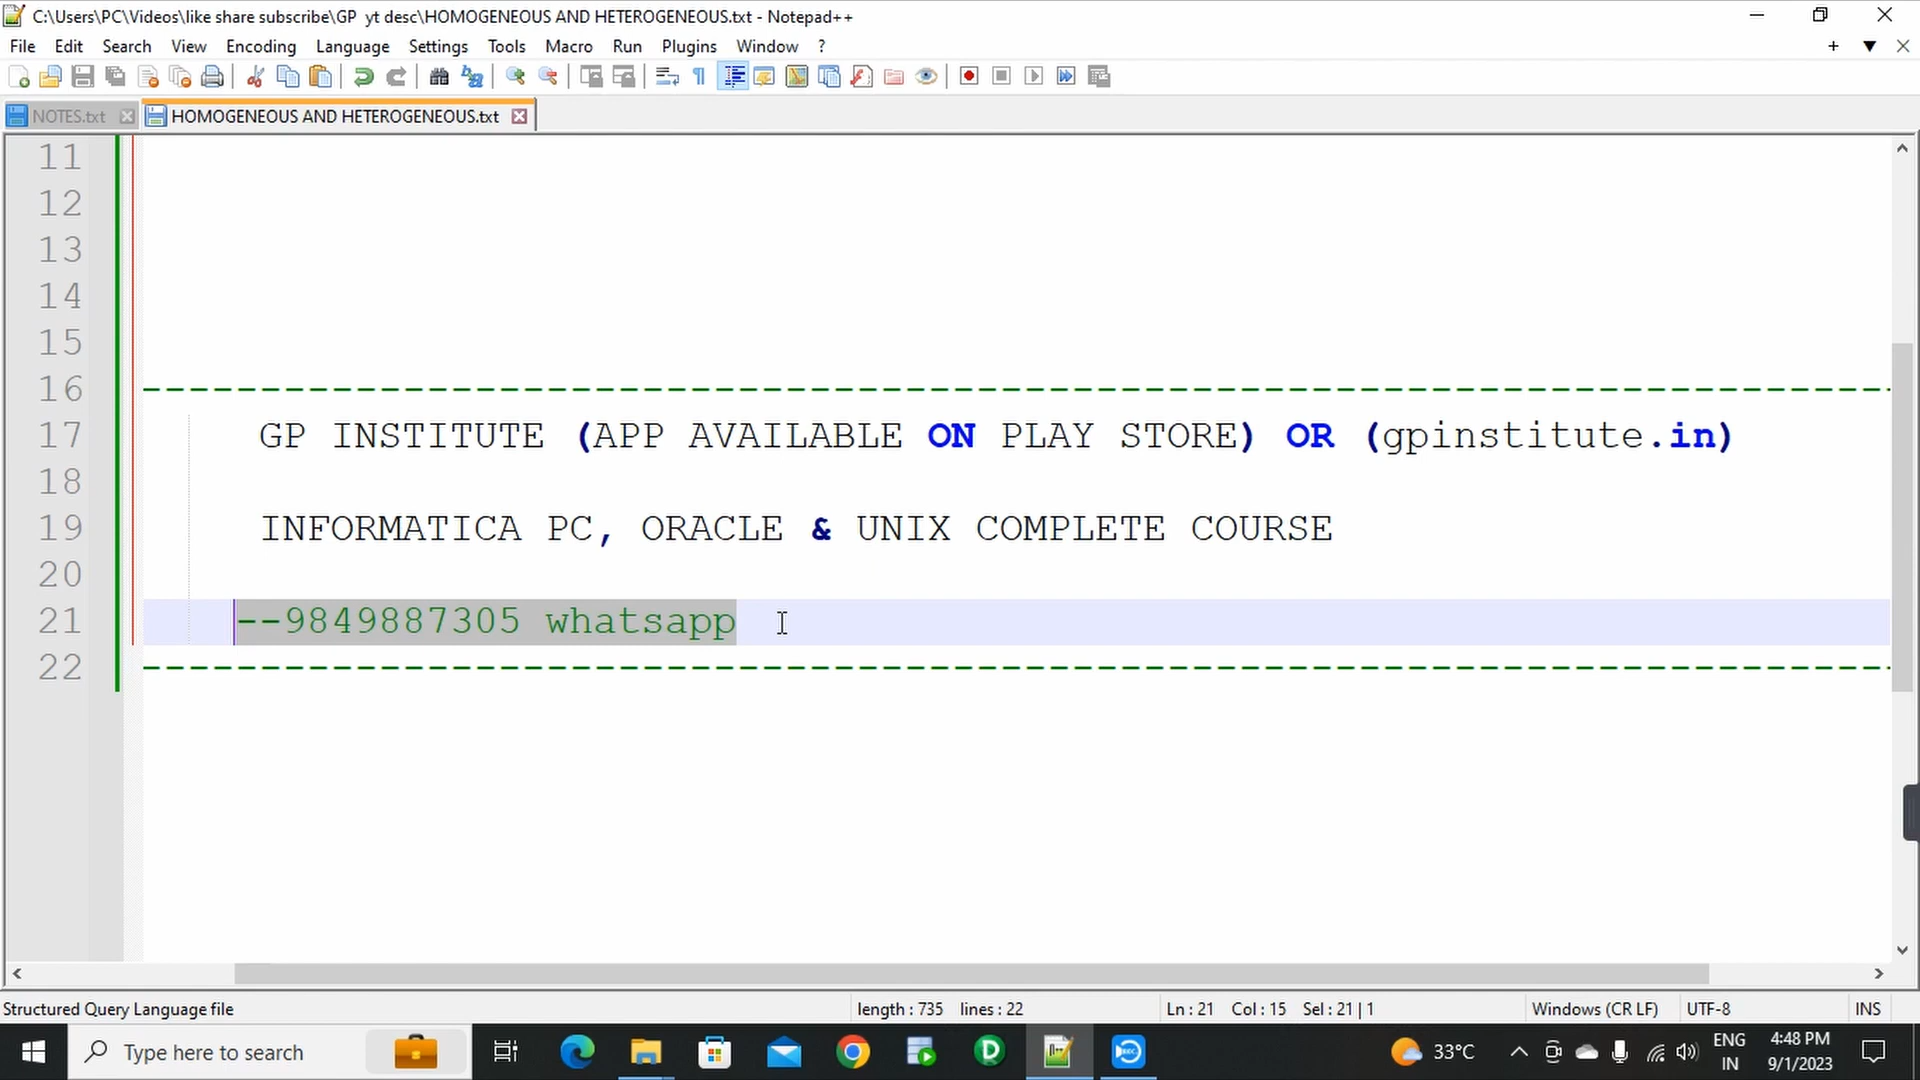 C:\Users\PC\Videos\like share subscribe\GP  yt desc\HOMOGENEOUS AND HETEROGENEOUS.txt - Notepad++
File Edit Search View Encoding Language Settings Tools Macro Run Plugins Window ?
NOTES.txt HOMOGENEOUS AND HETEROGENEOUS.txt
11
12
13
14
15
16 --------------------------------------------------------------------------
17 GP INSTITUTE (APP AVAILABLE ON PLAY STORE) OR (gpinstitute.in)
18
19 INFORMATICA PC, ORACLE & UNIX COMPLETE COURSE
20
21 --9849887305 whatsapp
22 --------------------------------------------------------------------------
Structured Query Language file length : 735 lines : 22 Ln : 21 Col : 15 Sel : 21 | 1 Windows (CR LF) UTF-8 INS
Type here to search 33°C ENG 4:48 PM
IN 9/1/2023